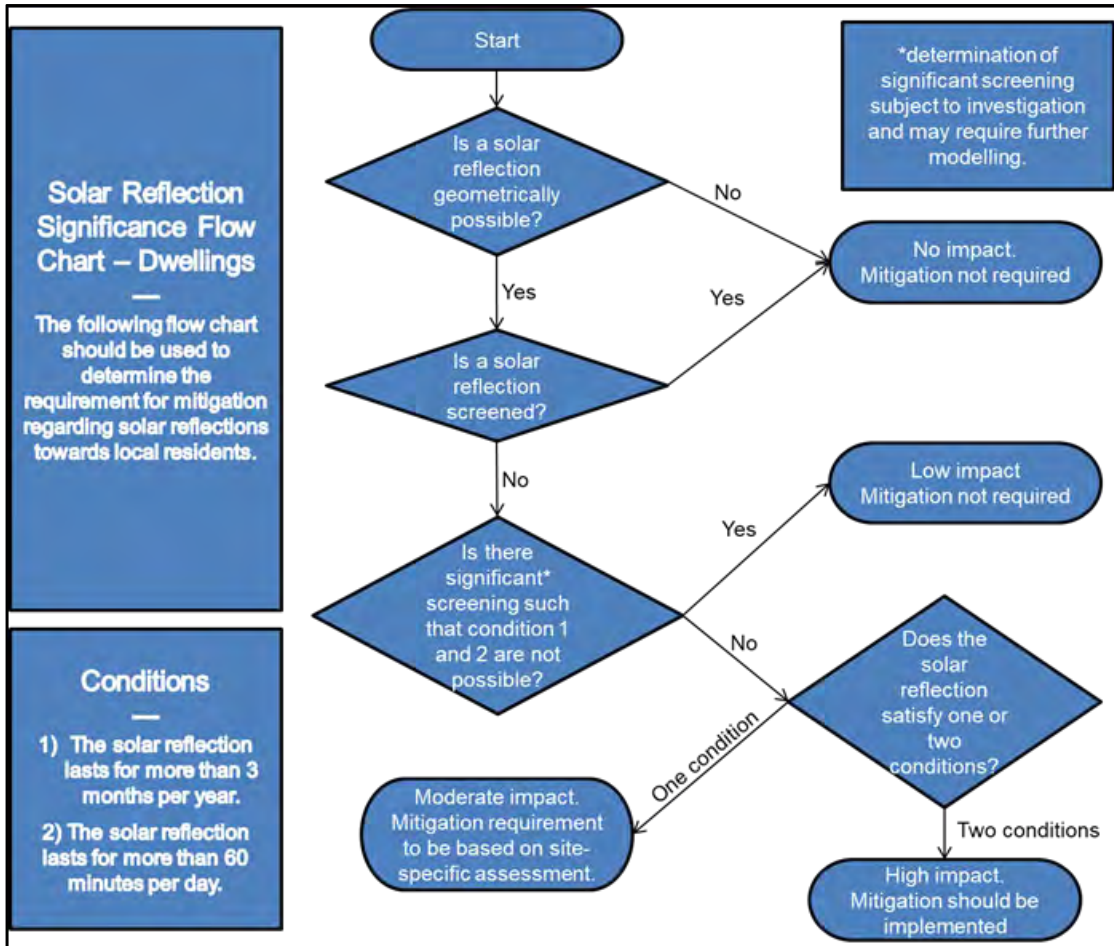 Solar Reflection
Significance Flow
Chart – Dwellings
—
The following flow chart
should be used to
determine the
requirement for mitigation
regarding solar reflections
towards local residents.
Conditions
—
1) The solar reflection
lasts for more than 3
months per year.
2) The solar reflection
lasts for more than 60
minutes per day.
Start
*determination of
significant screening
subject to investigation
and may require further
modelling.
Is a solar
reflection
geometrically
possible?
No
No impact.
Mitigation not required
Yes
Yes
Is a solar
reflection
screened?
No
Low impact
Mitigation not required
Yes
Is there
significant*
screening such
that condition 1
and 2 are not
possible?
No
Does the
solar
reflection
satisfy one or
two
conditions?
One condition
Moderate impact.
Mitigation requirement
to be based on site-
specific assessment.
Two conditions
High impact.
Mitigation should be
implemented